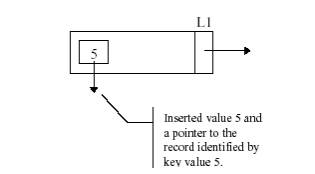 L1
5
Inserted value 5 and
a pointer to the
record identified by
key value 5.